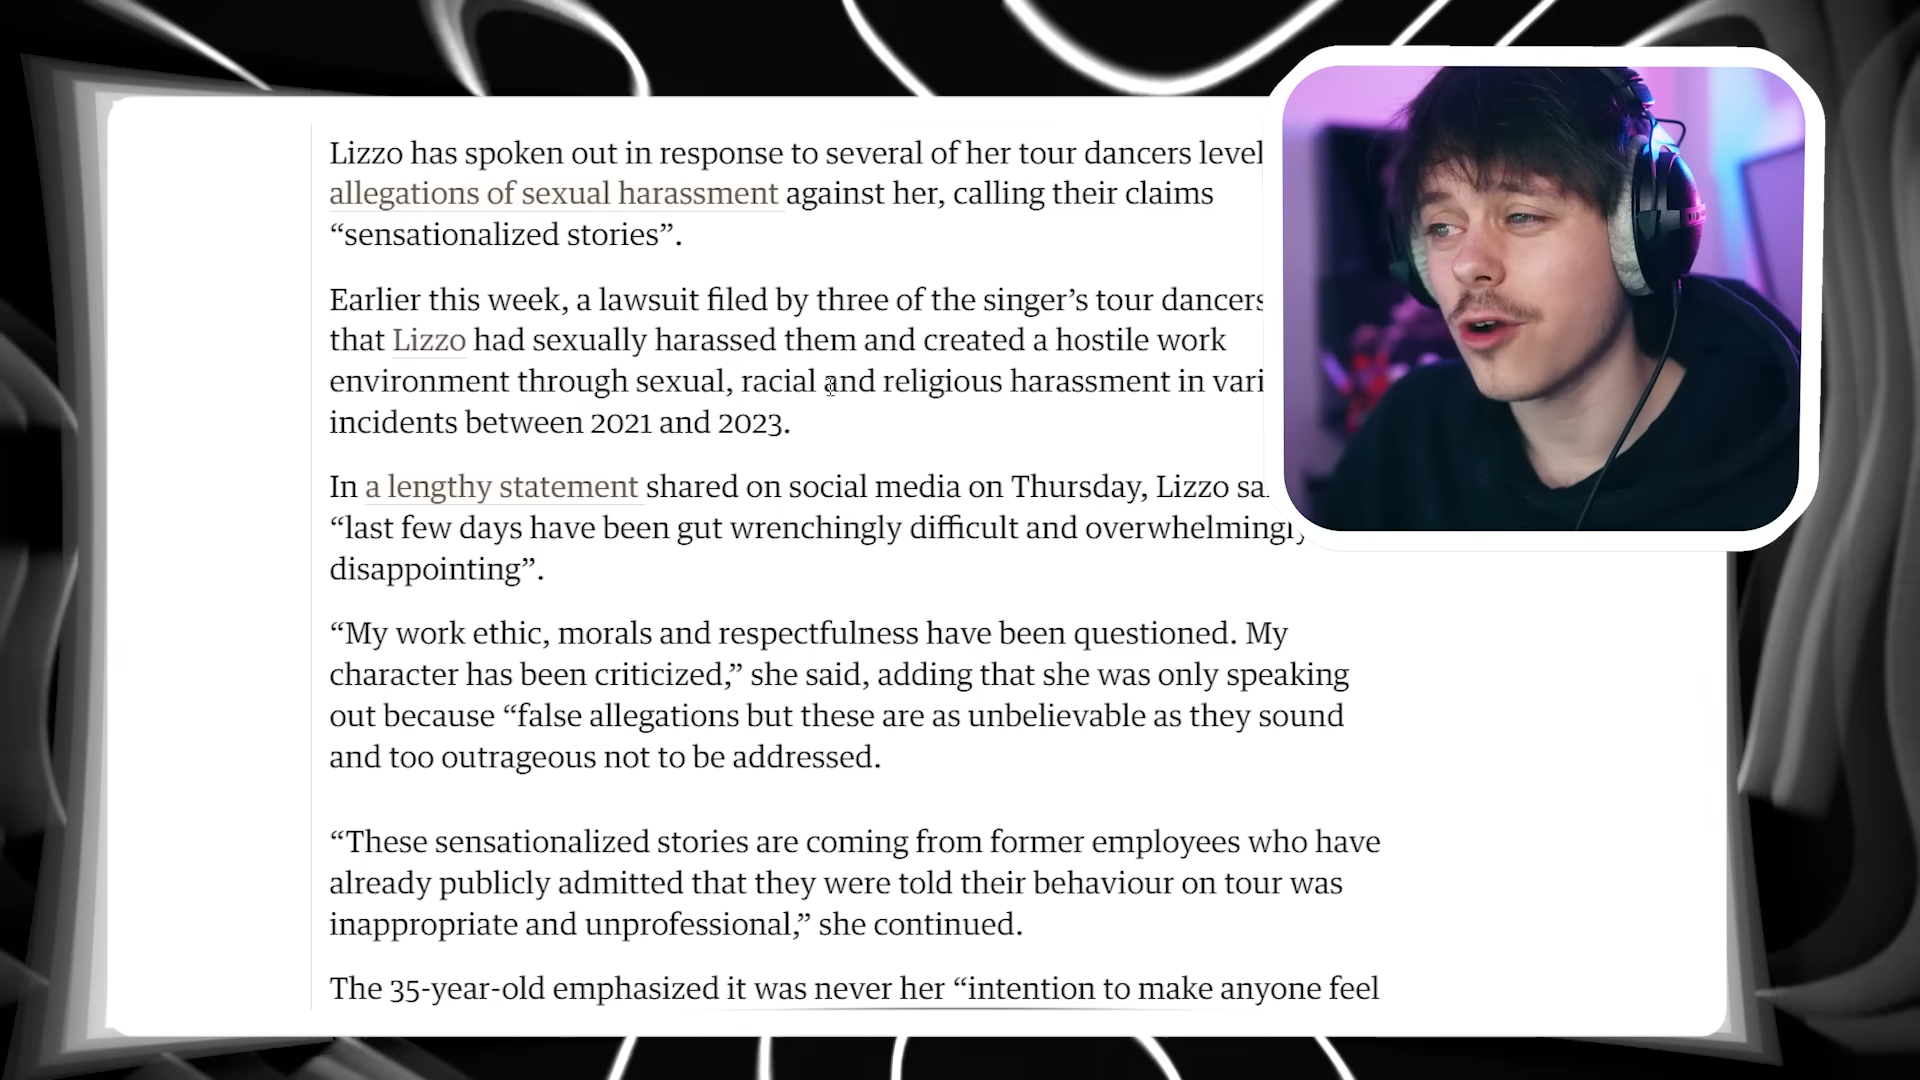 Lizzo has spoken out in response to several of her tour dancers level
allegations of sexual harassment against her, calling their claims
“sensationalized stories”.
Earlier this week, a lawsuit filed by three of the singer’s tour dancers
that Lizzo had sexually harassed them and created a hostile work
environment through sexual, racial and religious harassment in vari
incidents between 2021 and 2023.
In a lengthy statement shared on social media on Thursday, Lizzo sa
“last few days have been gut wrenchingly difficult and overwhelmingly
disappointing”.
“My work ethic, morals and respectfulness have been questioned. My
character has been criticized,” she said, adding that she was only speaking
out because “false allegations but these are as unbelievable as they sound
and too outrageous not to be addressed.
“These sensationalized stories are coming from former employees who have
already publicly admitted that they were told their behaviour on tour was
inappropriate and unprofessional,” she continued.
The 35-year-old emphasized it was never her “intention to make anyone feel